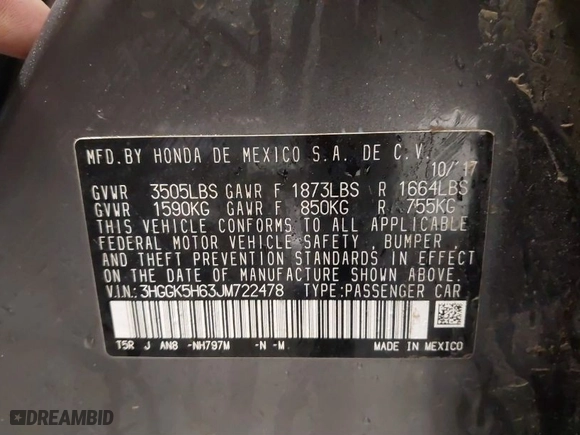 MFD.BY HONDA DE MEXICO S.A. DE C.V.
10/'17
GVWR 3505LBS GAWR F 1873LBS R 1664LBS
GVWR 1590KG GAWR F 850KG R 755KG
THIS VEHICLE CONFORMS TO ALL APPLICABLE
FEDERAL MOTOR VEHICLE SAFETY, BUMPER,
AND THEFT PREVENTION STANDARDS IN EFFECT
ON THE DATE OF MANUFACTURE SHOWN ABOVE.
V.I.N.:3HGGK5H63JM722478 TYPE:PASSENGER CAR
T5R J AN8 -NH797M -N -M MADE IN MEXICO
DREAMBID